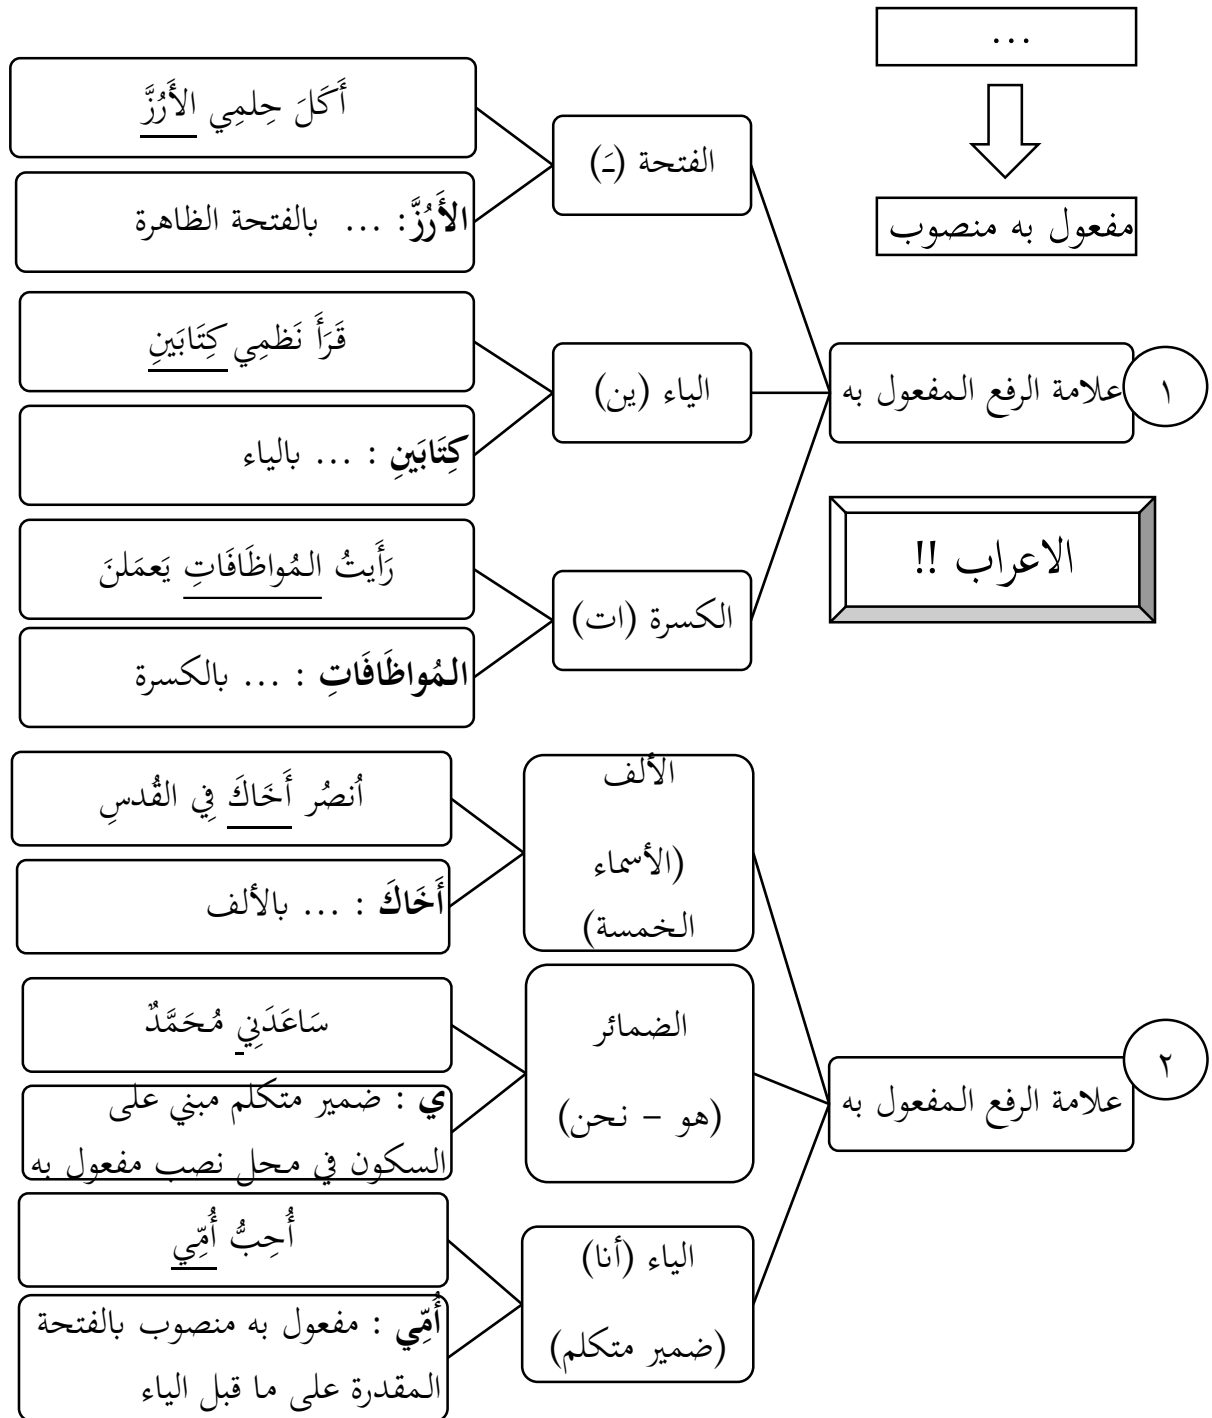 ...
مفعول به منصوب
١
علامة الرفع المفعول به
الاعراب !!
الفتحة (ـَ)
أَكَلَ حِلمِي الأَرُزَّ
الأَرُزَّ: ... بالفتحة الظاهرة
الياء (ين)
قَرَأَ نَظمِي كِتَابَينِ
كِتَابَينِ : ... بالياء
الكسرة (ات)
رَأَيتُ المُواظَافَاتِ يَعمَلنَ
المُواظَافَاتِ : ... بالكسرة
٢
علامة الرفع المفعول به
الألف
(الأسماء
الخمسة)
اُنصُر أَخَاكَ فِي القُدسِ
أَخَاكَ : ... بالألف
الضمائر
(هو – نحن)
سَاعَدَنِي مُحَمَّدٌ
ي : ضمير متكلم مبني على
السكون في محل نصب مفعول به
الياء (أنا)
(ضمير متكلم)
أُحِبُّ أُمِّي
أُمِّي : مفعول به منصوب بالفتحة
المقدرة على ما قبل الياء